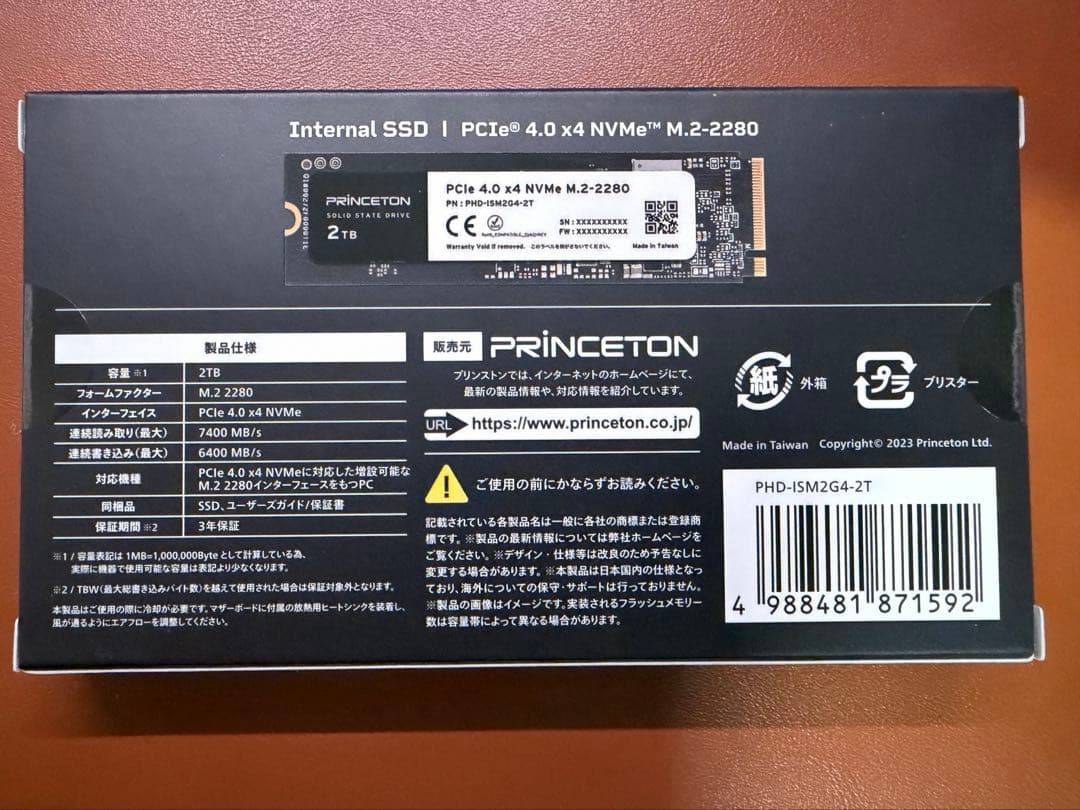 Internal SSD | PCIe® 4.0 x4 NVMe™ M.2-2280
PRINCETON
SOLID STATE DRIVE
2TB
PCIe 4.0 x4 NVMe M.2-2280
PN : PHD-ISM2G4-2T
CE
SN : XXXXXXXXXX
FW : XXXXXXXXXX
Warranty Void if removed. このラベルを剥がさないでください。
Made in Taiwan
製品仕様
容量 ※1 2TB
フォームファクター M.2 2280
インターフェイス PCIe 4.0 x4 NVMe
連続読み取り(最大) 7400 MB/s
連続書き込み(最大) 6400 MB/s
対応機種 PCIe 4.0 x4 NVMeに対応した増設可能な
M.2 2280インターフェースをもつPC
同梱品 SSD、ユーザーズガイド/保証書
保証期間 ※2 3年保証
※1 / 容量表記は 1MB=1,000,000Byte として計算している為、
実際に機器で使用可能な容量は表記より少なくなります。
※2 / TBW(最大総書き込みバイト数)を越えて使用された場合は保証対象外となります。
本製品はご使用の際に冷却が必要です。マザーボードに付属の放熱用ヒートシンクを装着し、
風が通るようにエアフローを調整してください。
販売元 PRINCETON
プリンストンでは、インターネットのホームページにて、
最新の製品情報や、対応情報を紹介しています。
URL https://www.princeton.co.jp/
ご使用の前にかならずお読みください。
記載されている各製品名は一般に各社の商標または登録商
標です。※製品の最新情報については弊社ホームページを
ご覧ください。※デザイン・仕様等は改良のため予告なしに
変更する場合があります。※本製品は日本国内の仕様となっ
ており、海外についての保守・サポートは行っておりません。
※製品の画像はイメージです。実装されるフラッシュメモリー
数は容量帯によって異なる場合があります。
紙 外箱
プラ ブリスター
Made in Taiwan Copyright© 2023 Princeton Ltd.
PHD-ISM2G4-2T
4 988481 871592